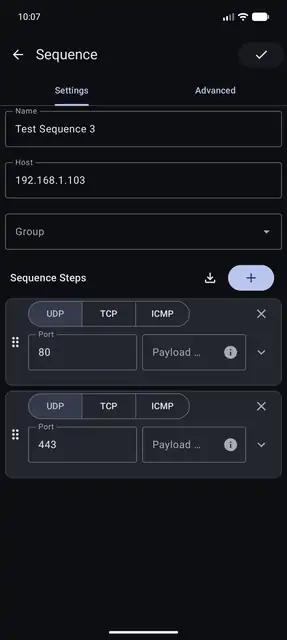 10:07
Sequence
Settings Advanced
Name
Test Sequence 3
Host
192.168.1.103
Group
Sequence Steps
UDP TCP ICMP
Port
80 Payload ...
UDP TCP ICMP
Port
443 Payload ...